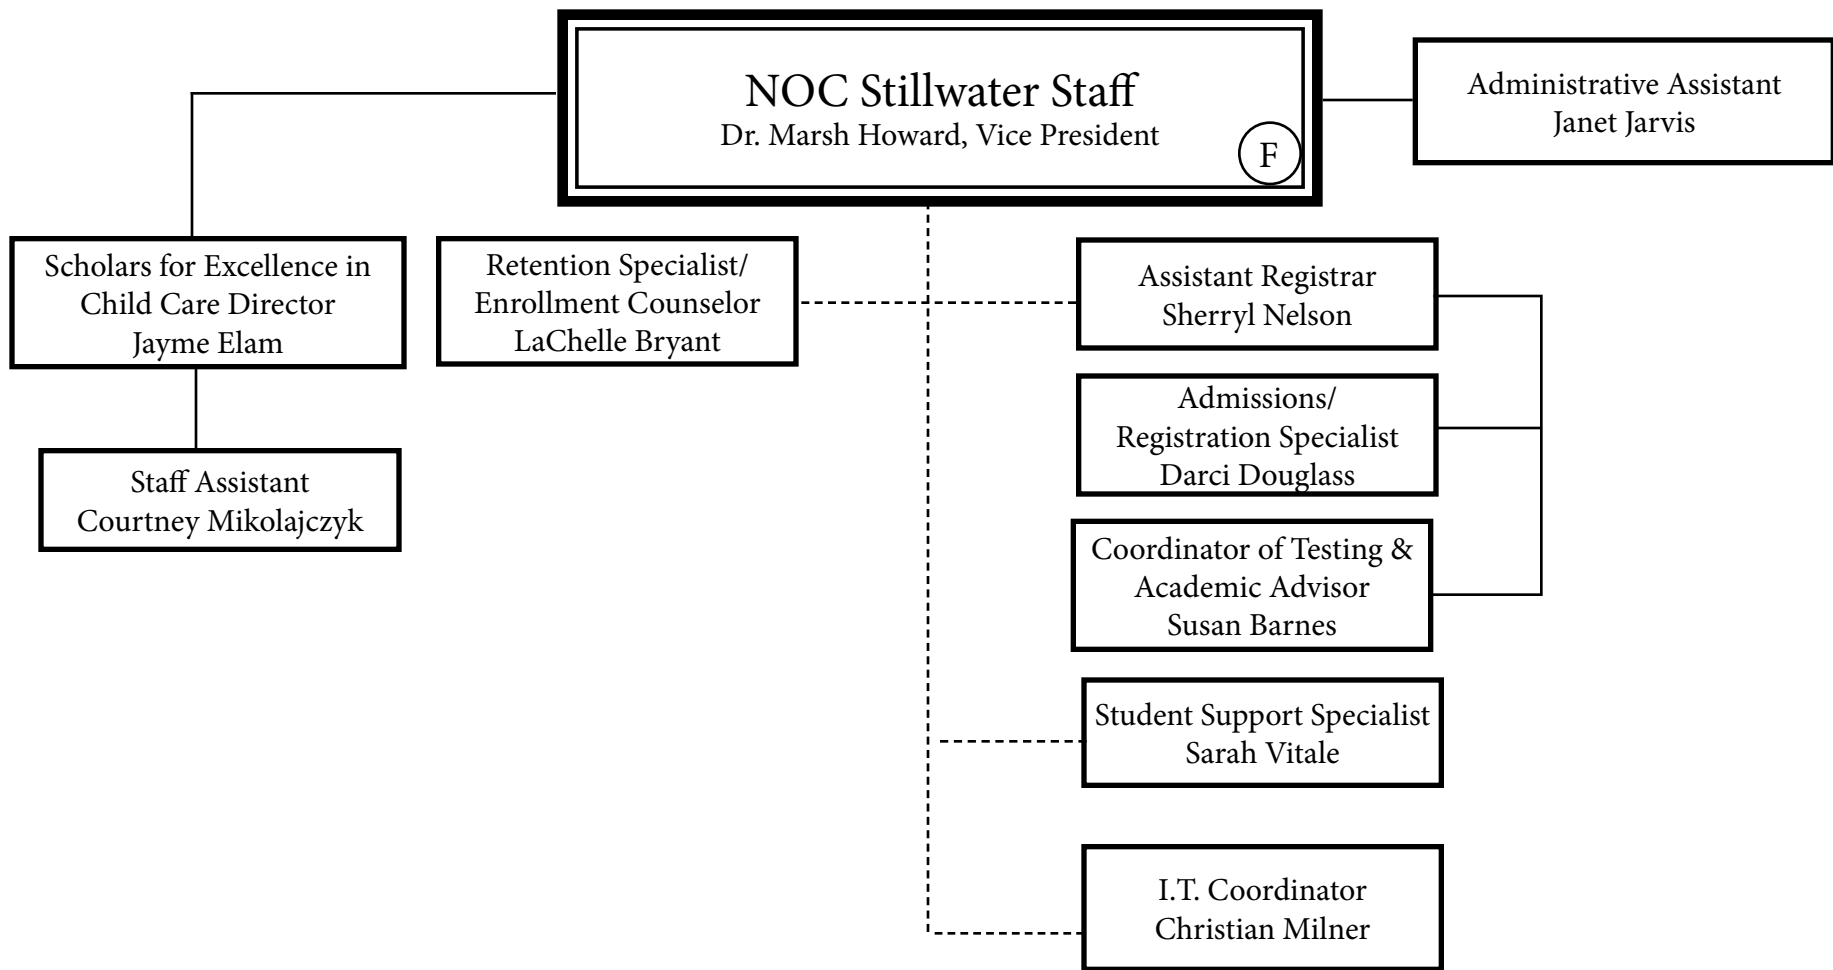 NOC Stillwater Staff
Dr. Marsh Howard, Vice President
F
Administrative Assistant
Janet Jarvis
Scholars for Excellence in
Child Care Director
Jayme Elam
Staff Assistant
Courtney Mikolajczyk
Retention Specialist/
Enrollment Counselor
LaChelle Bryant
Assistant Registrar
Sherryl Nelson
Admissions/
Registration Specialist
Darci Douglass
Coordinator of Testing &
Academic Advisor
Susan Barnes
Student Support Specialist
Sarah Vitale
I.T. Coordinator
Christian Milner